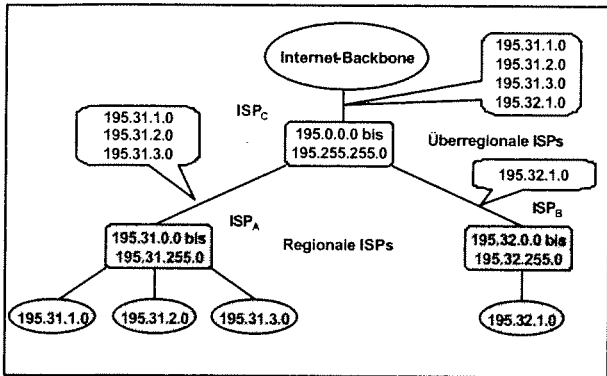 Internet-Backbone
195.31.1.0
195.31.2.0
195.31.3.0
195.32.1.0
ISPC
195.31.1.0
195.31.2.0
195.31.3.0
195.0.0.0 bis
195.255.255.0
Überregionale ISPs
195.32.1.0
ISPA
ISPB
195.31.0.0 bis
195.31.255.0
Regionale ISPs
195.32.0.0 bis
195.32.255.0
195.31.1.0
195.31.2.0
195.31.3.0
195.32.1.0